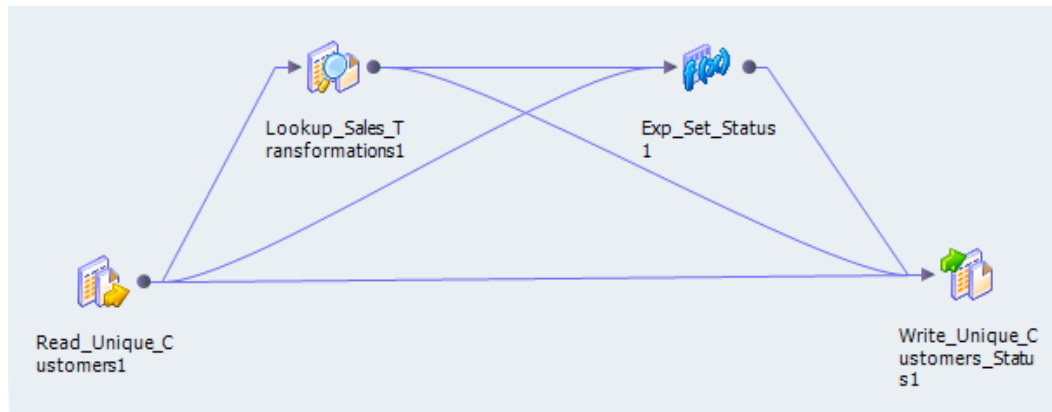 Lookup_Sales_T
ransformations1
Exp_Set_Status
1
Read_Unique_C
ustomers1
Write_Unique_C
ustomers_Statu
s1